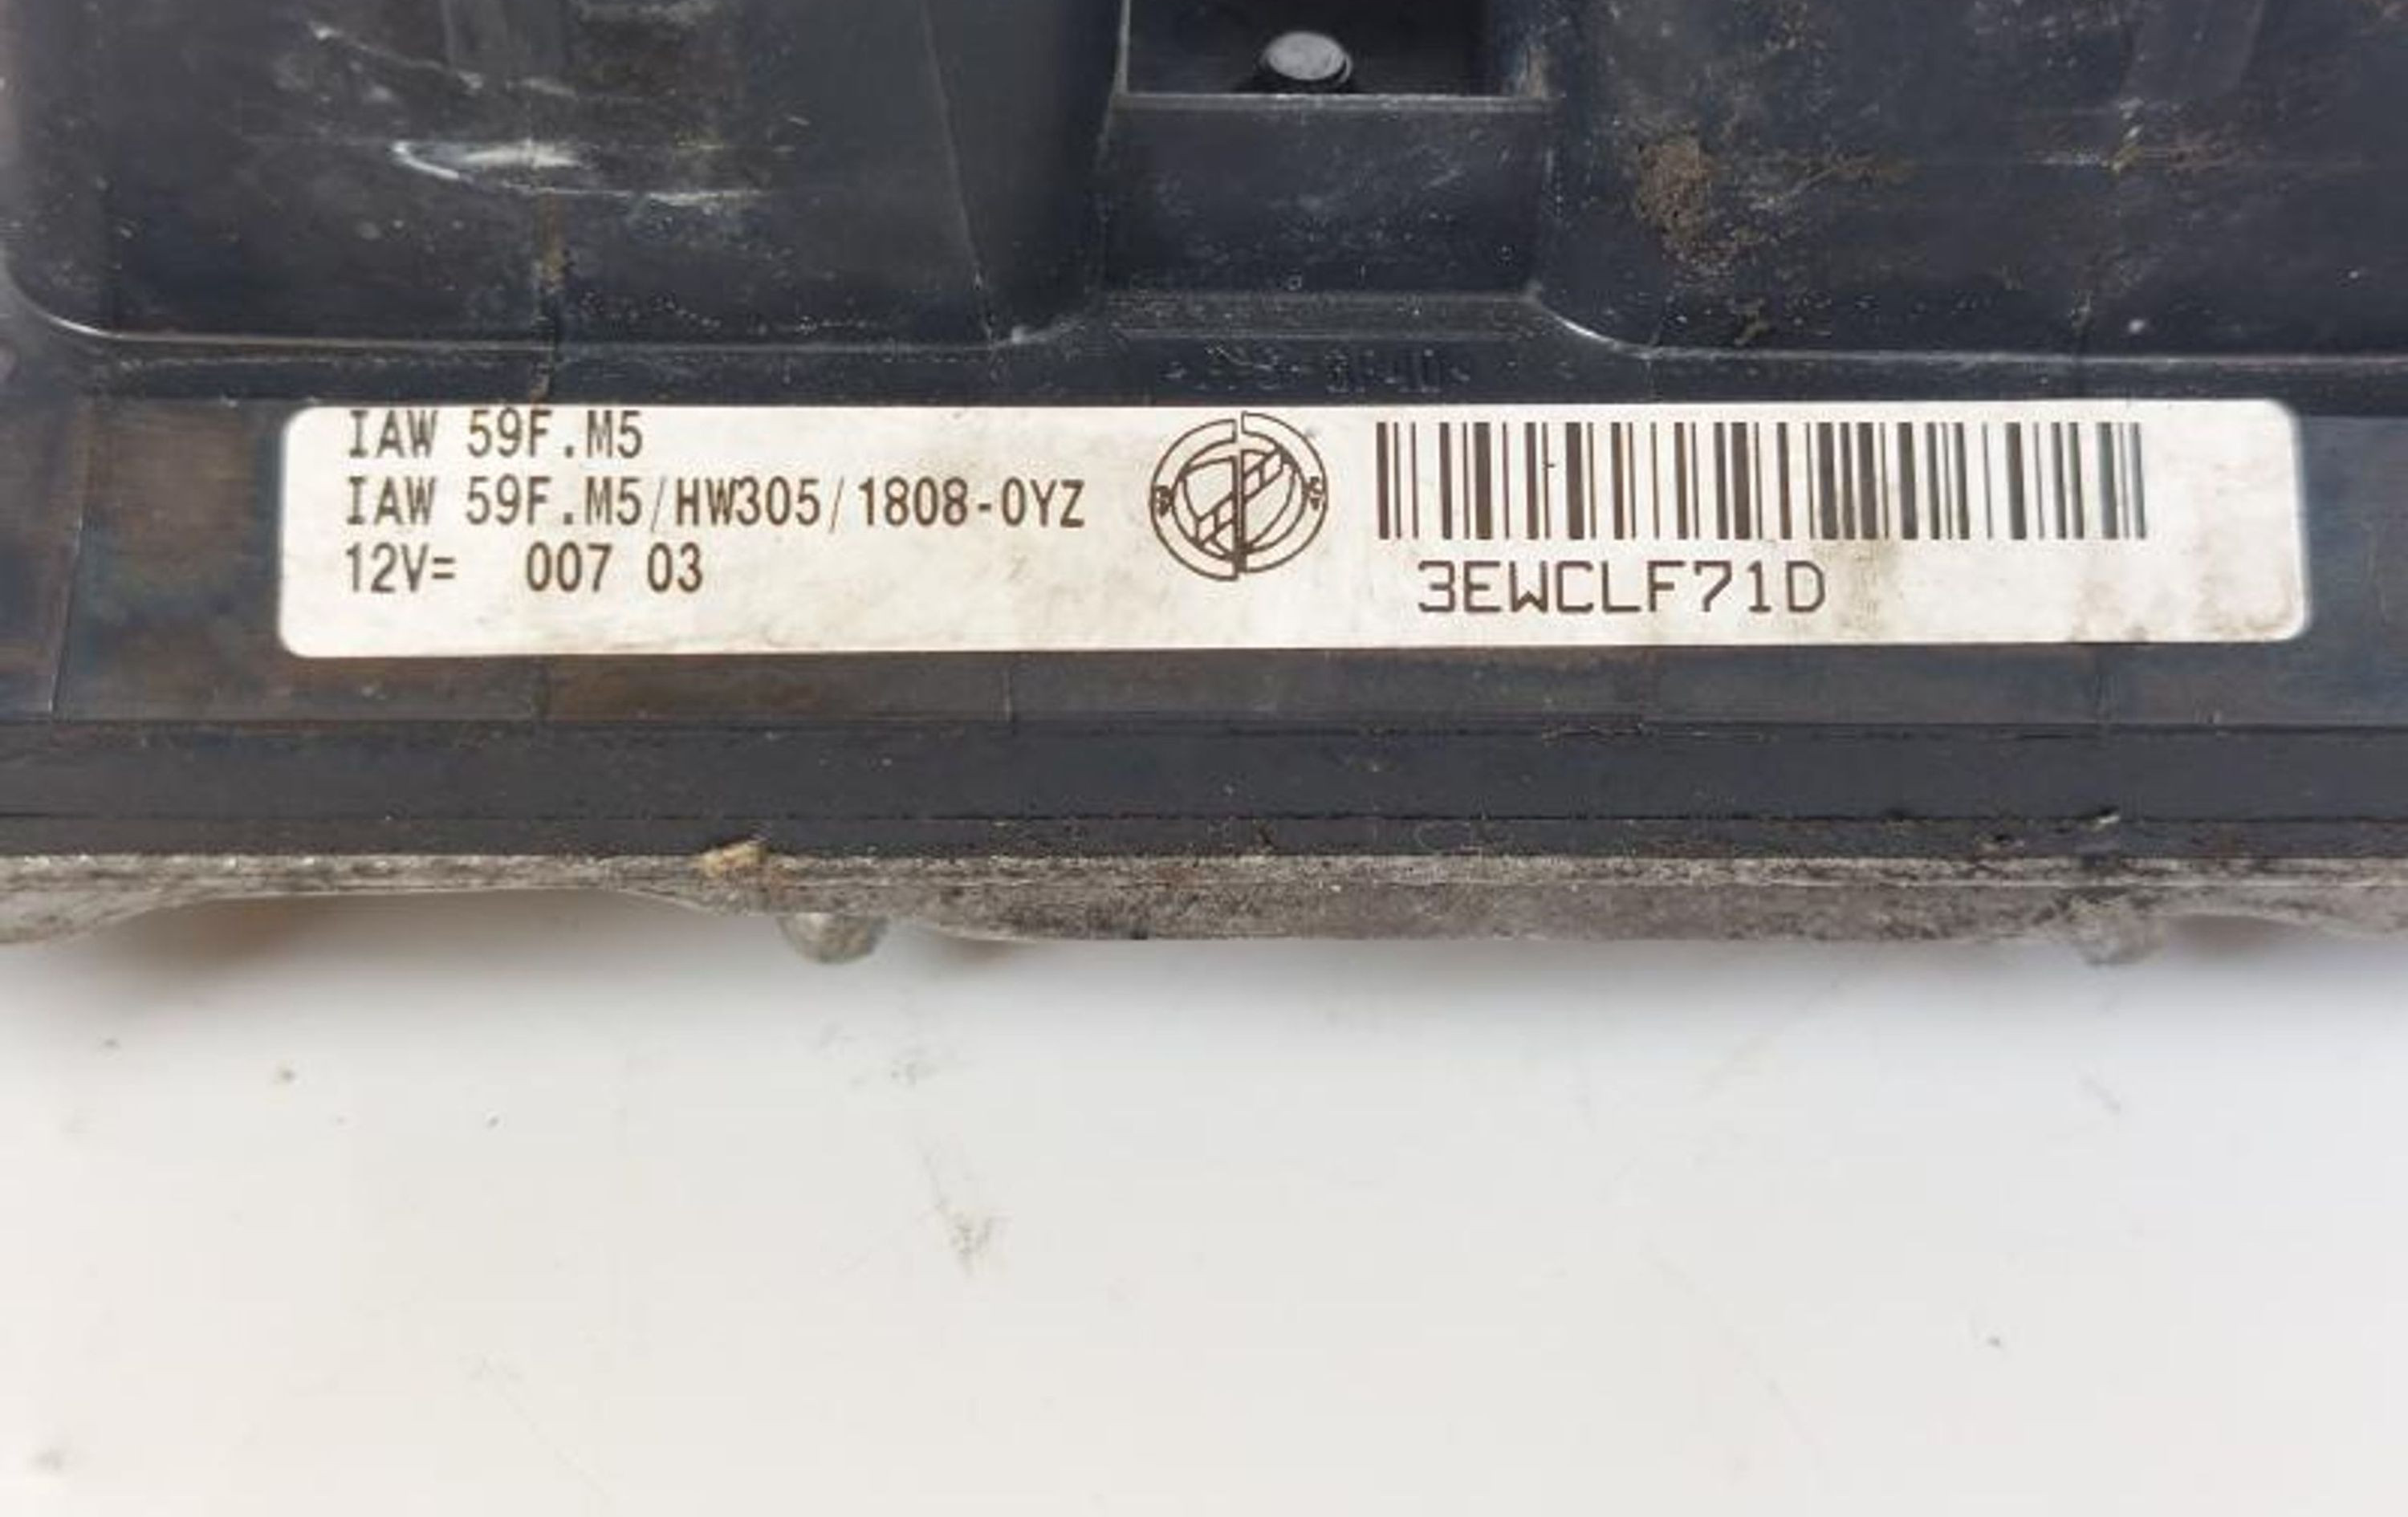 IAW 59F.M5
IAW 59F.M5/HW305/1808-0YZ
12V= 007 03
3EWCLF71D